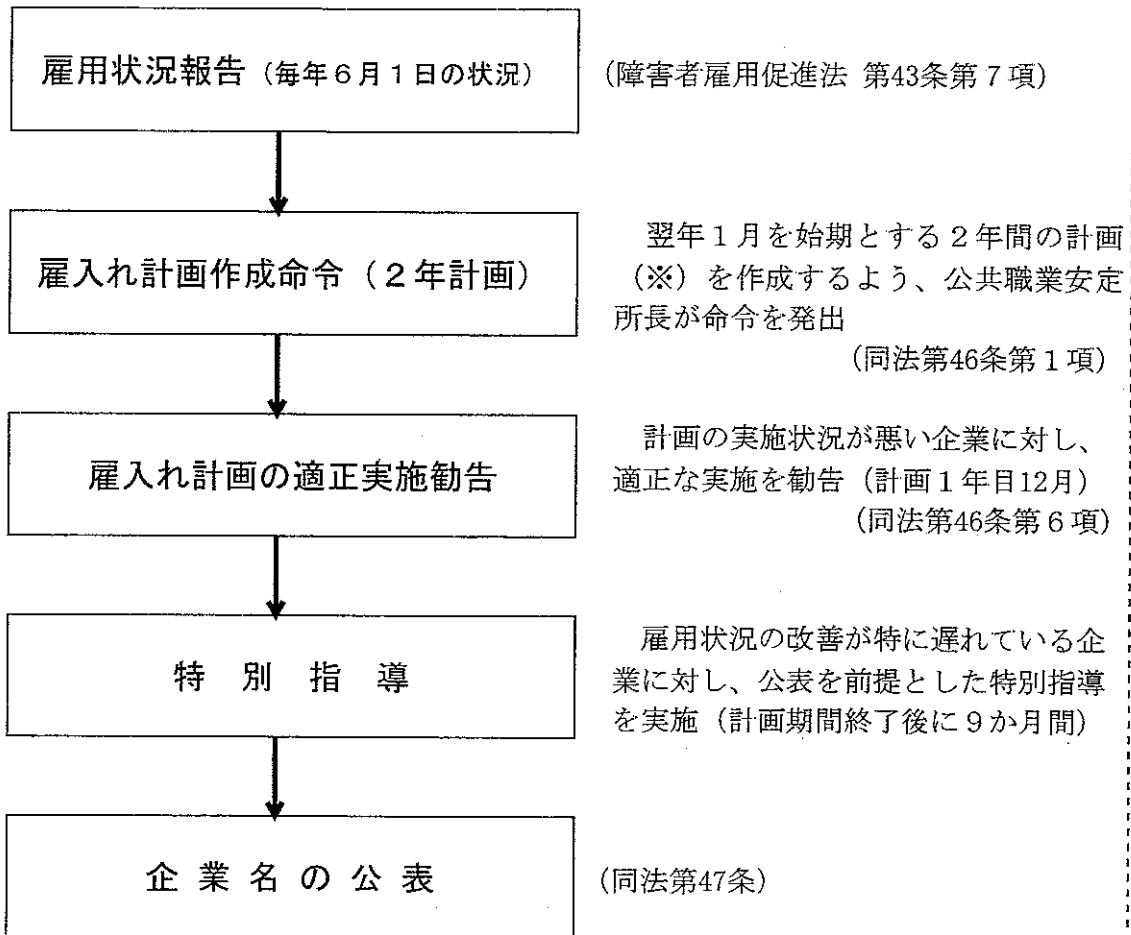 雇用状況報告（毎年６月１日の状況）
（障害者雇用促進法 第43条第７項）
雇入れ計画作成命令（２年計画）
翌年１月を始期とする２年間の計画
（※）を作成するよう、公共職業安定
所長が命令を発出
（同法第46条第１項）
雇入れ計画の適正実施勧告
計画の実施状況が悪い企業に対し、
適正な実施を勧告（計画１年目12月）
（同法第46条第６項）
特別指導
雇用状況の改善が特に遅れている企
業に対し、公表を前提とした特別指導
を実施（計画期間終了後に９か月間）
企業名の公表
（同法第47条）